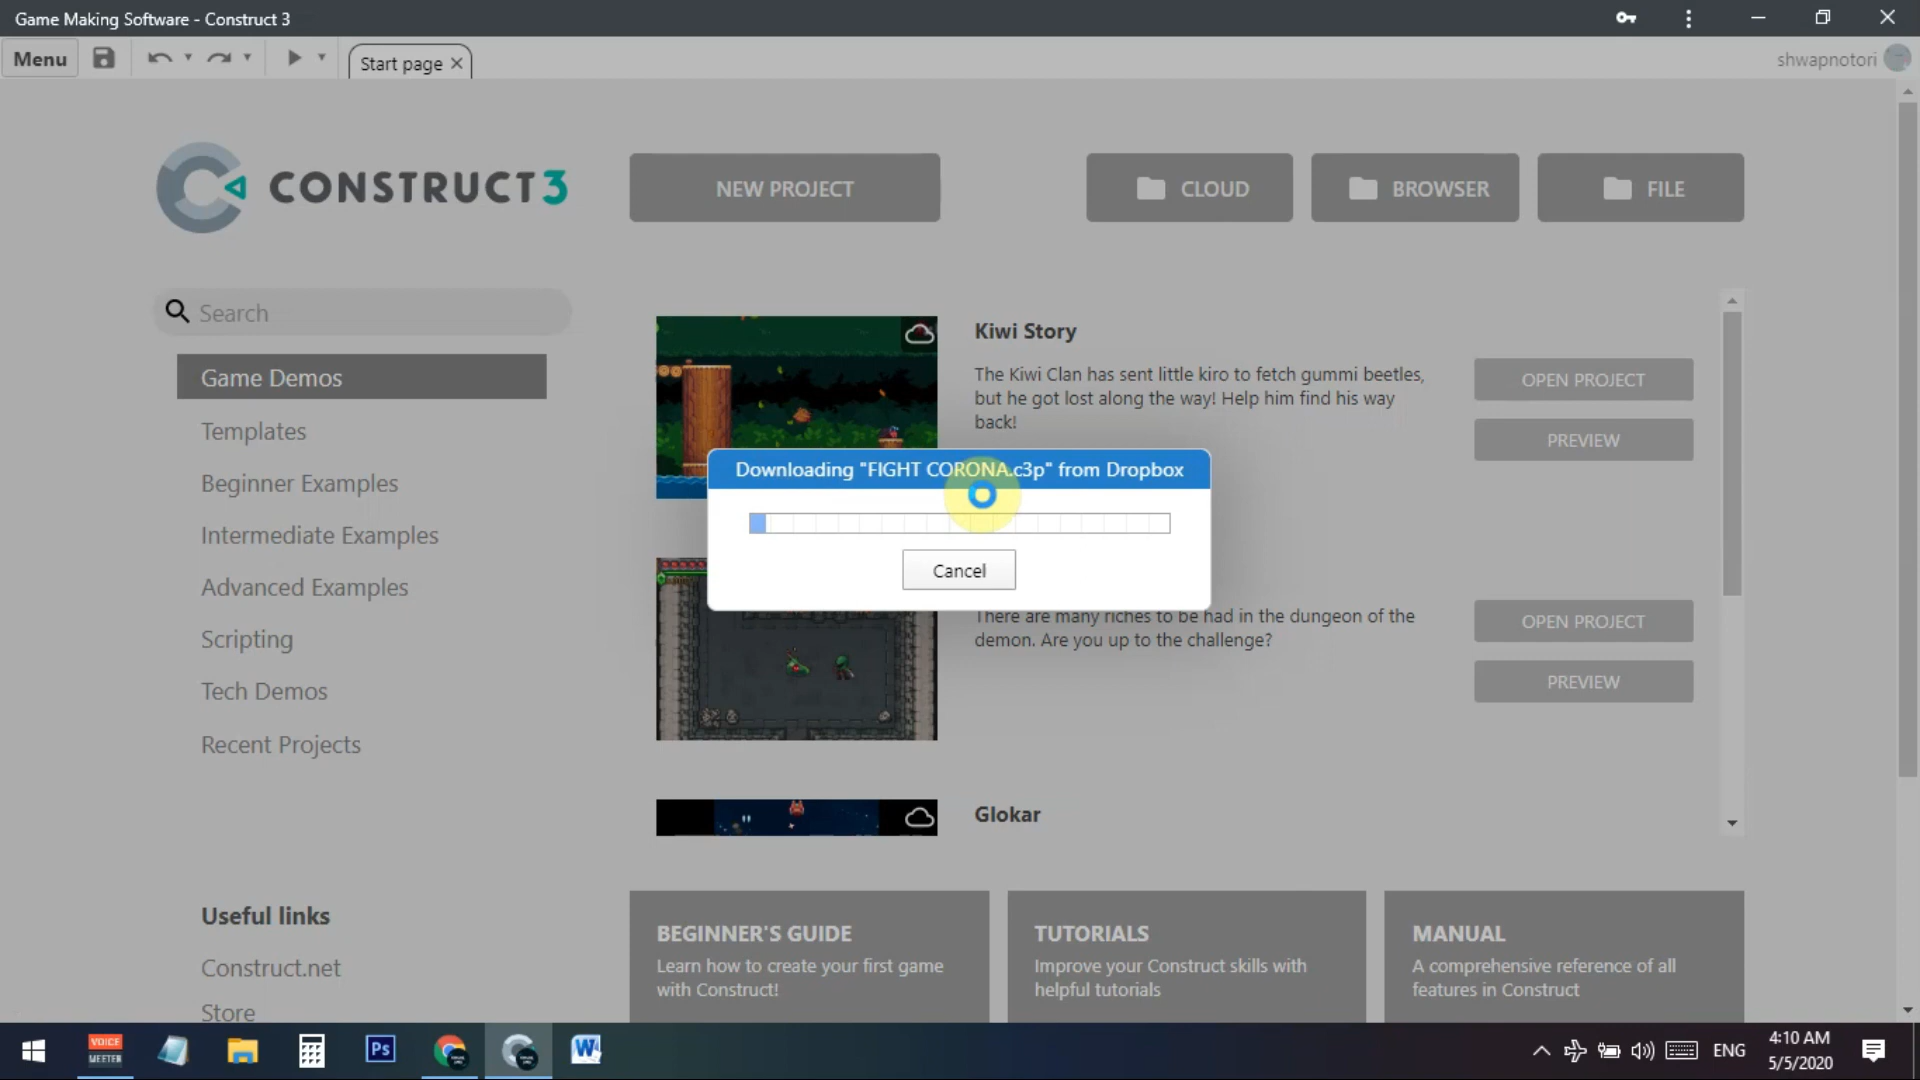 Game Making Software - Construct 3
Menu
Start page
shwapnotori
CONSTRUCT 3
NEW PROJECT
CLOUD
BROWSER
FILE
Search
Game Demos
Templates
Beginner Examples
Intermediate Examples
Advanced Examples
Scripting
Tech Demos
Recent Projects
Kiwi Story
The Kiwi Clan has sent little kiro to fetch gummi beetles,
but he got lost along the way! Help him find his way
back!
OPEN PROJECT
PREVIEW
Downloading "FIGHT CORONA.c3p" from Dropbox
Cancel
There are many riches to be had in the dungeon of the
demon. Are you up to the challenge?
OPEN PROJECT
PREVIEW
Glokar
Useful links
Construct.net
Store
BEGINNER'S GUIDE
Learn how to create your first game
with Construct!
TUTORIALS
Improve your Construct skills with
helpful tutorials
MANUAL
A comprehensive reference of all
features in Construct
VOICE
MEETER
Ps
W
ENG
4:10 AM
5/5/2020